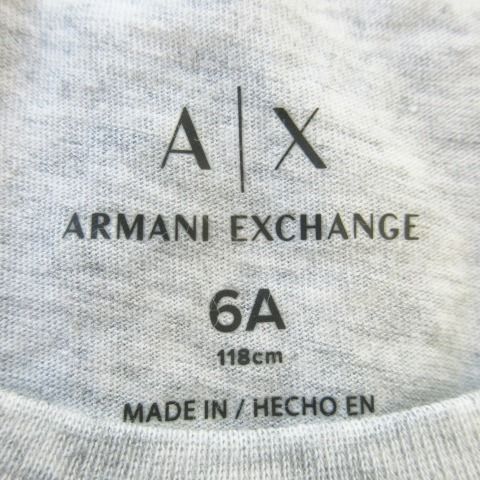 A|X
ARMANI EXCHANGE
6A
118cm
MADE IN / HECHO EN